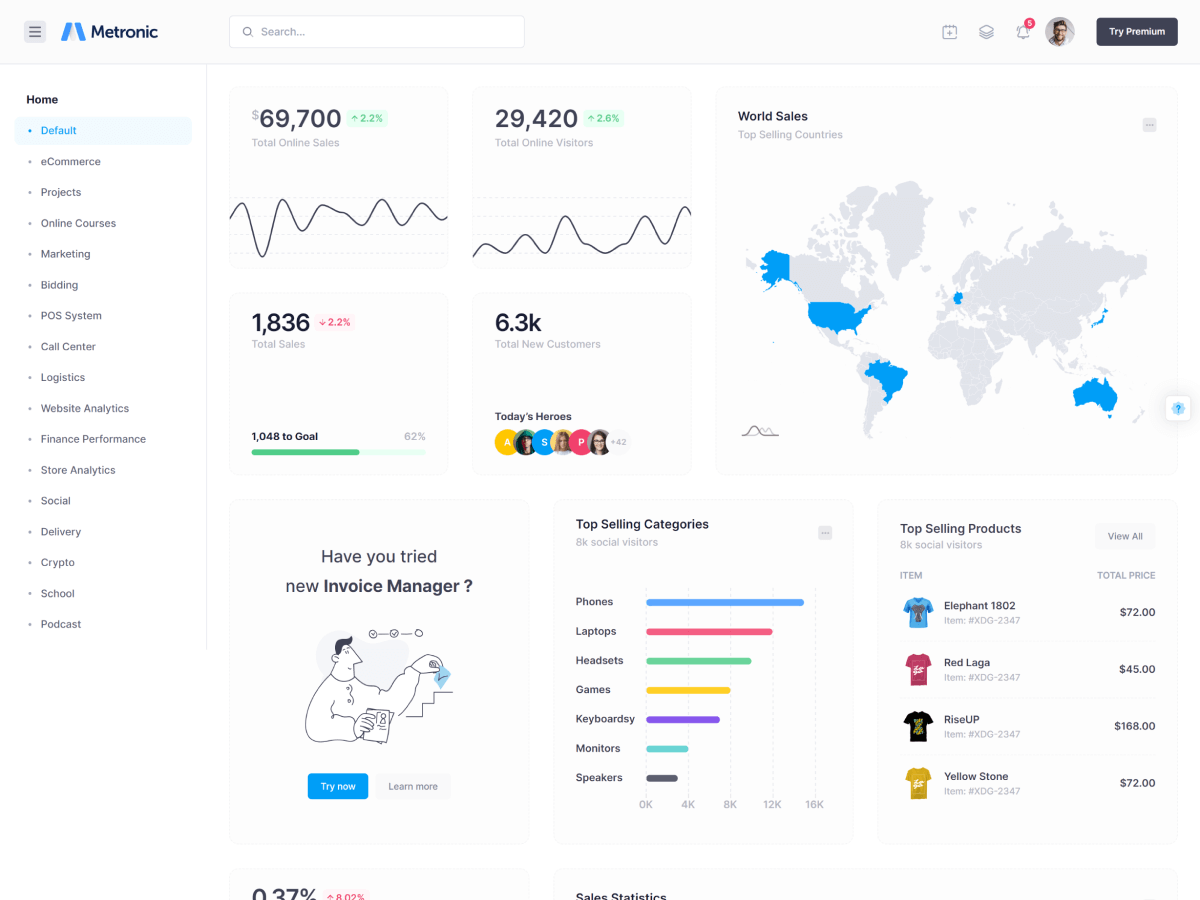 Metronic
Search...
5
Try Premium
Home
Default
eCommerce
Projects
Online Courses
Marketing
Bidding
POS System
Call Center
Logistics
Website Analytics
Finance Performance
Store Analytics
Social
Delivery
Crypto
School
Podcast
$69,700 2.2%
Total Online Sales
29,420 2.6%
Total Online Visitors
World Sales
Top Selling Countries
1,836 2.2%
Total Sales
1,048 to Goal 62%
6.3k
Total New Customers
Today's Heroes
A S P +42
?
Have you tried
new Invoice Manager ?
Try now Learn more
Top Selling Categories
8k social visitors
Phones
Laptops
Headsets
Games
Keyboardsy
Monitors
Speakers
0K 4K 8K 12K 16K
Top Selling Products
8k social visitors
View All
ITEM TOTAL PRICE
Elephant 1802
Item: #XDG-2347
$72.00
Red Laga
Item: #XDG-2347
$45.00
RiseUP
Item: #XDG-2347
$168.00
Yellow Stone
Item: #XDG-2347
$72.00
0.37% 8.02%
Sales Statistics